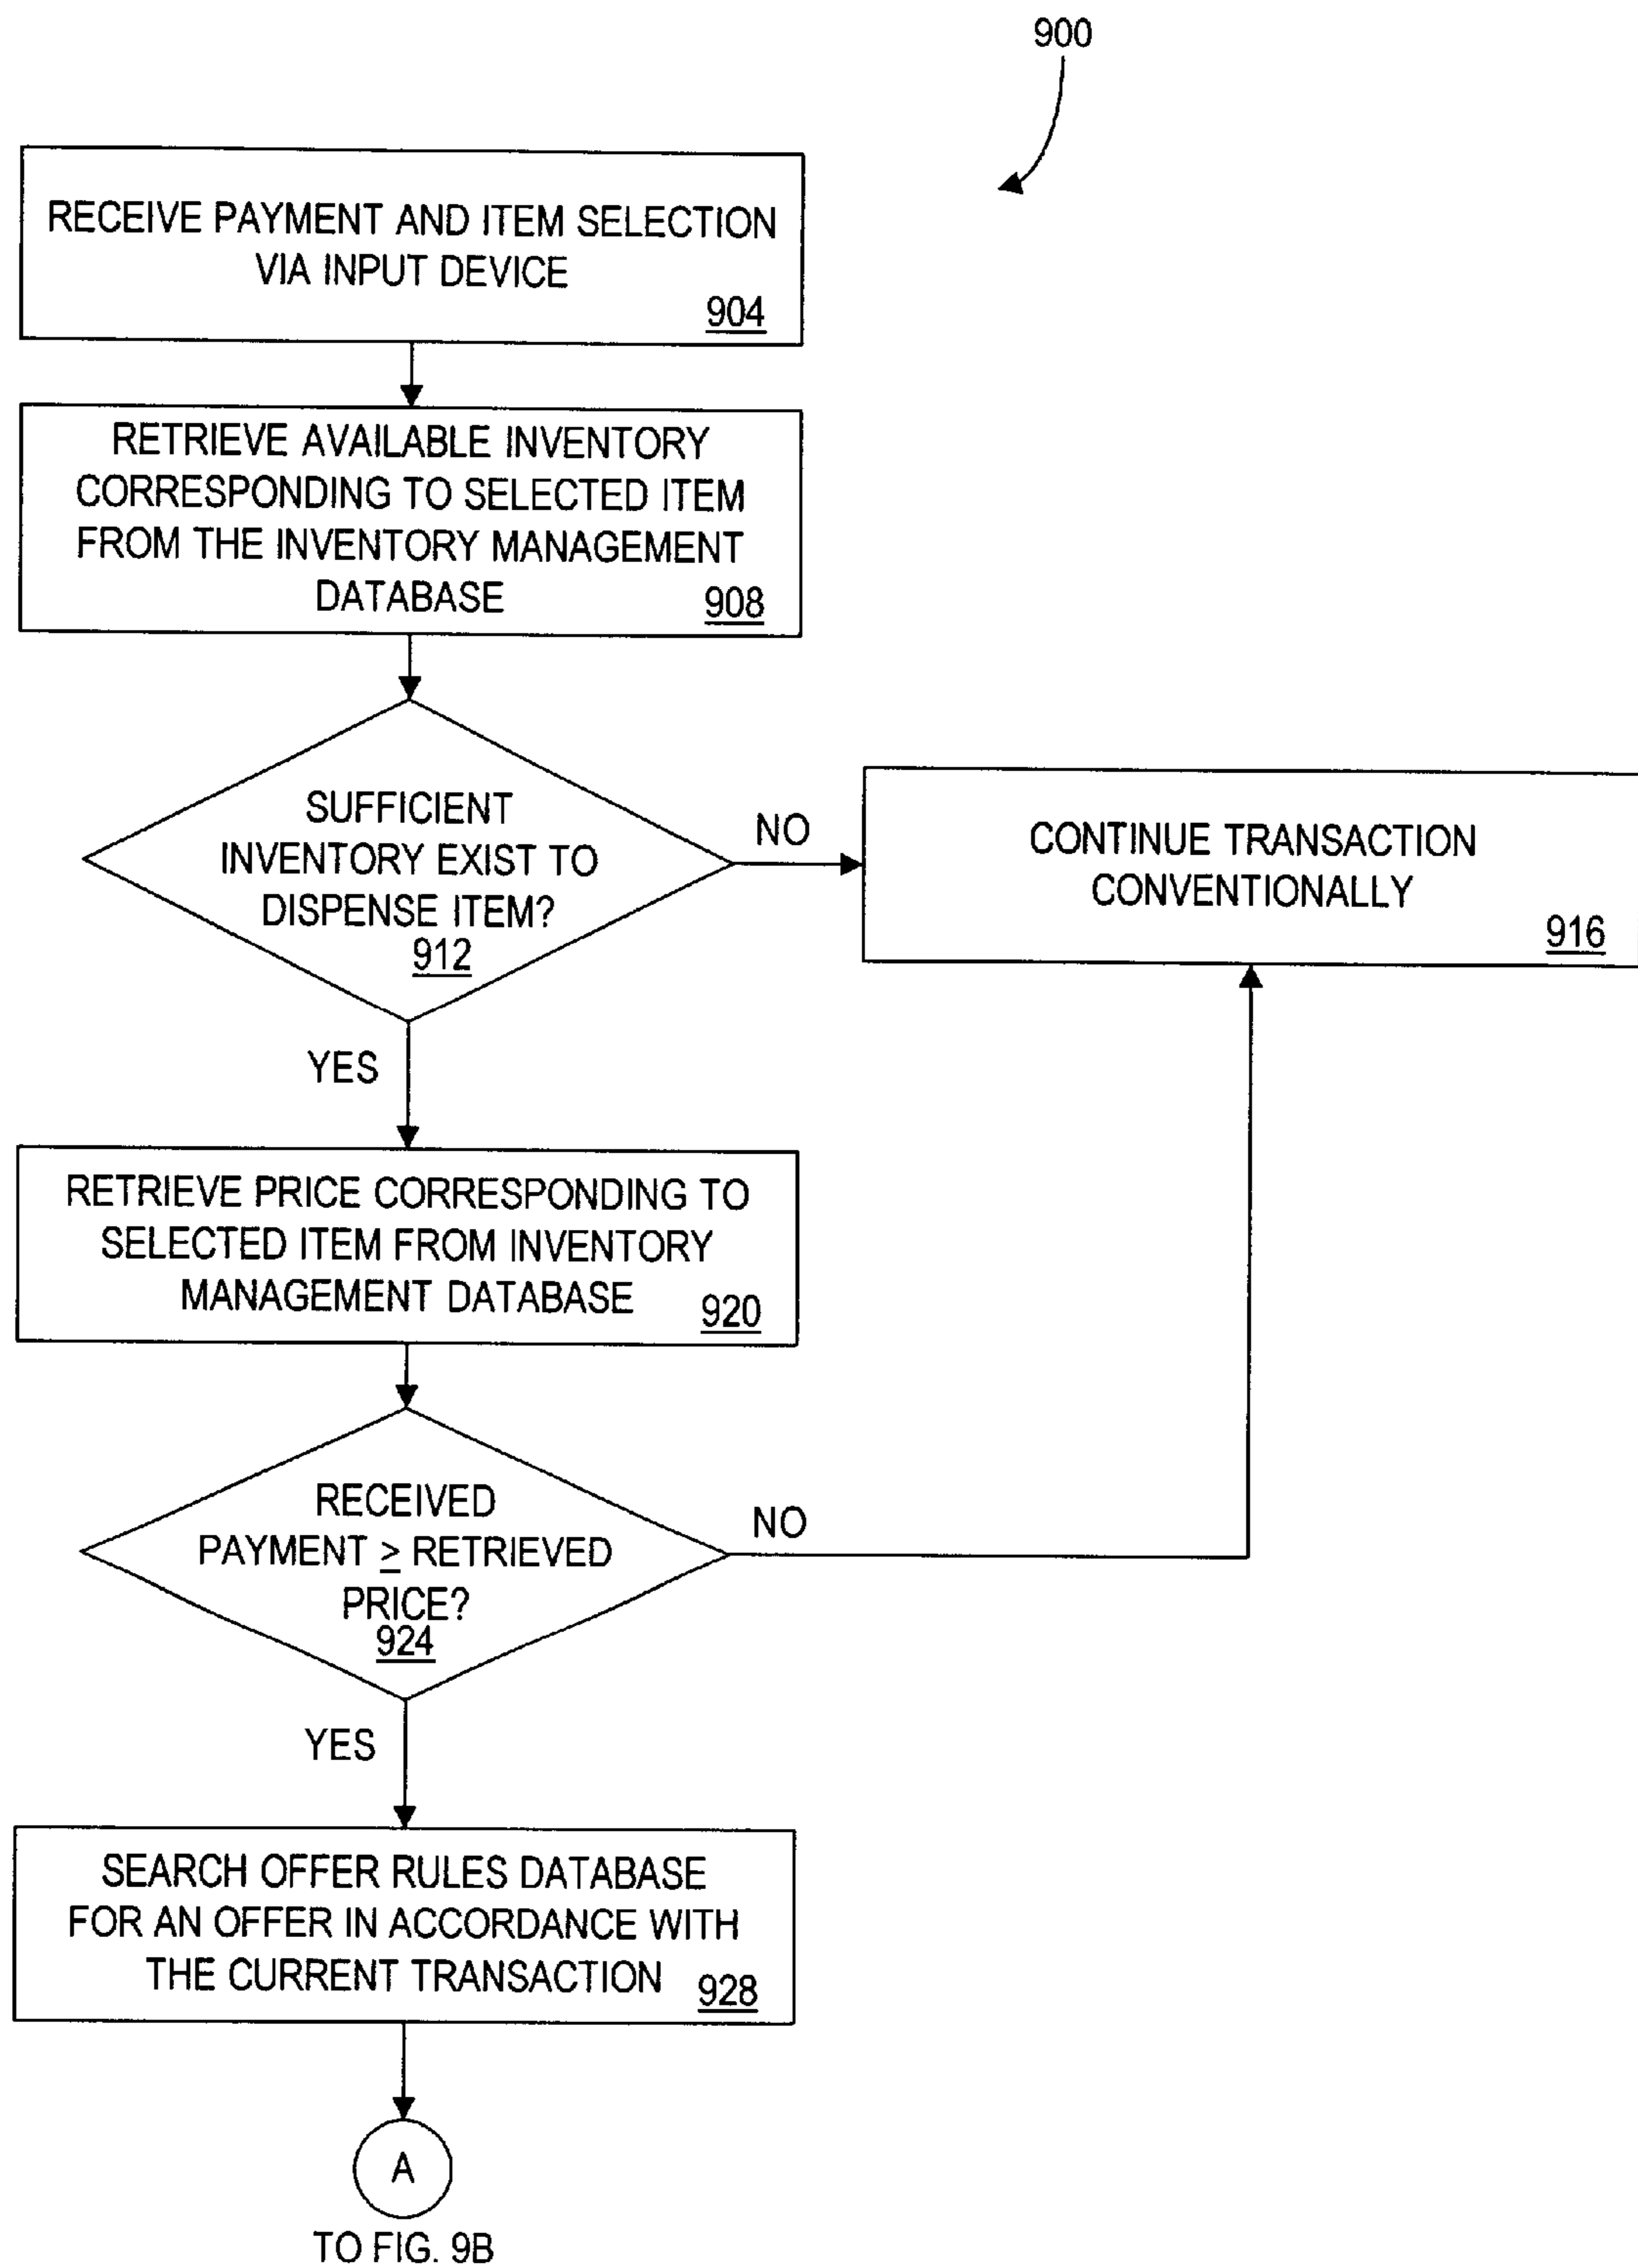 900
RECEIVE PAYMENT AND ITEM SELECTION
VIA INPUT DEVICE
904
RETRIEVE AVAILABLE INVENTORY
CORRESPONDING TO SELECTED ITEM
FROM THE INVENTORY MANAGEMENT
DATABASE
908
SUFFICIENT
INVENTORY EXIST TO
DISPENSE ITEM?
912
NO
CONTINUE TRANSACTION
CONVENTIONALLY
916
YES
RETRIEVE PRICE CORRESPONDING TO
SELECTED ITEM FROM INVENTORY
MANAGEMENT DATABASE
920
RECEIVED
PAYMENT ≥ RETRIEVED
PRICE?
924
NO
YES
SEARCH OFFER RULES DATABASE
FOR AN OFFER IN ACCORDANCE WITH
THE CURRENT TRANSACTION
928
A
TO FIG. 9B